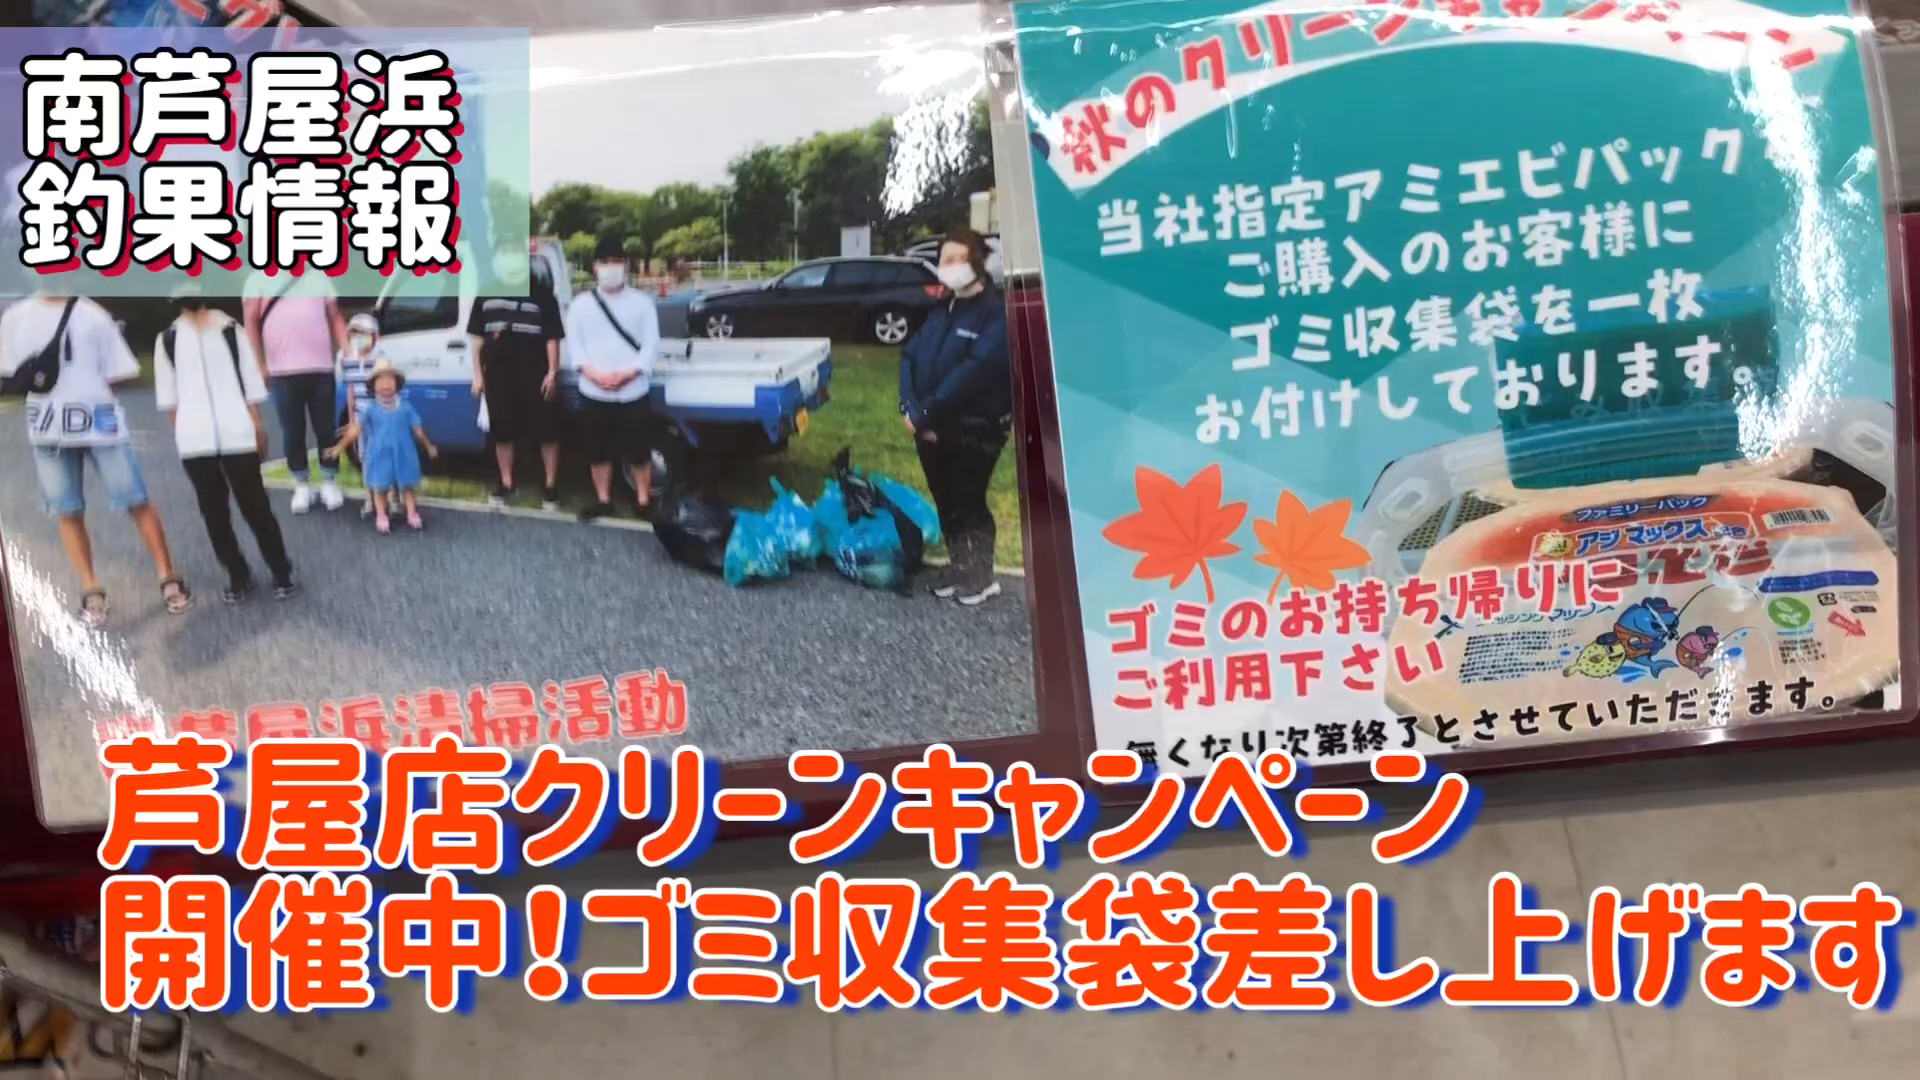 南芦屋浜
釣果情報
秋のクリーンキャンペーン
当社指定アミエビパック
ご購入のお客様に
ゴミ収集袋を一枚
お付けしております。
ファミリーパック
アジマックス
ゴミのお持ち帰りに
ご利用下さい
無くなり次第終了とさせていただきます。
芦屋浜清掃活動
芦屋店クリーンキャンペーン
開催中!ゴミ収集袋差し上げます